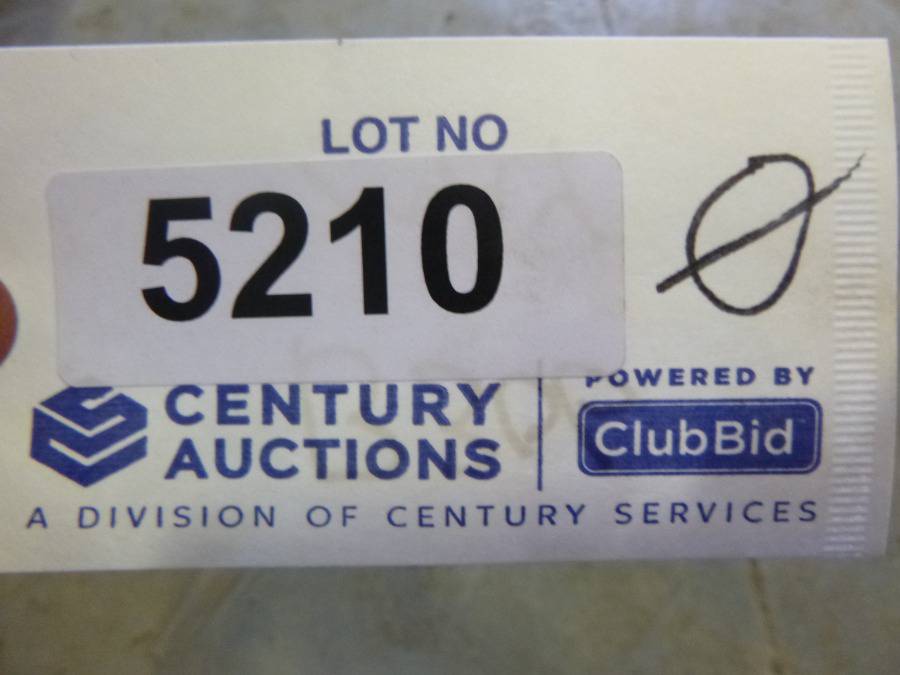 LOT NO
5210
Ø
CENTURY
AUCTIONS
POWERED BY
ClubBid
A DIVISION OF CENTURY SERVICES